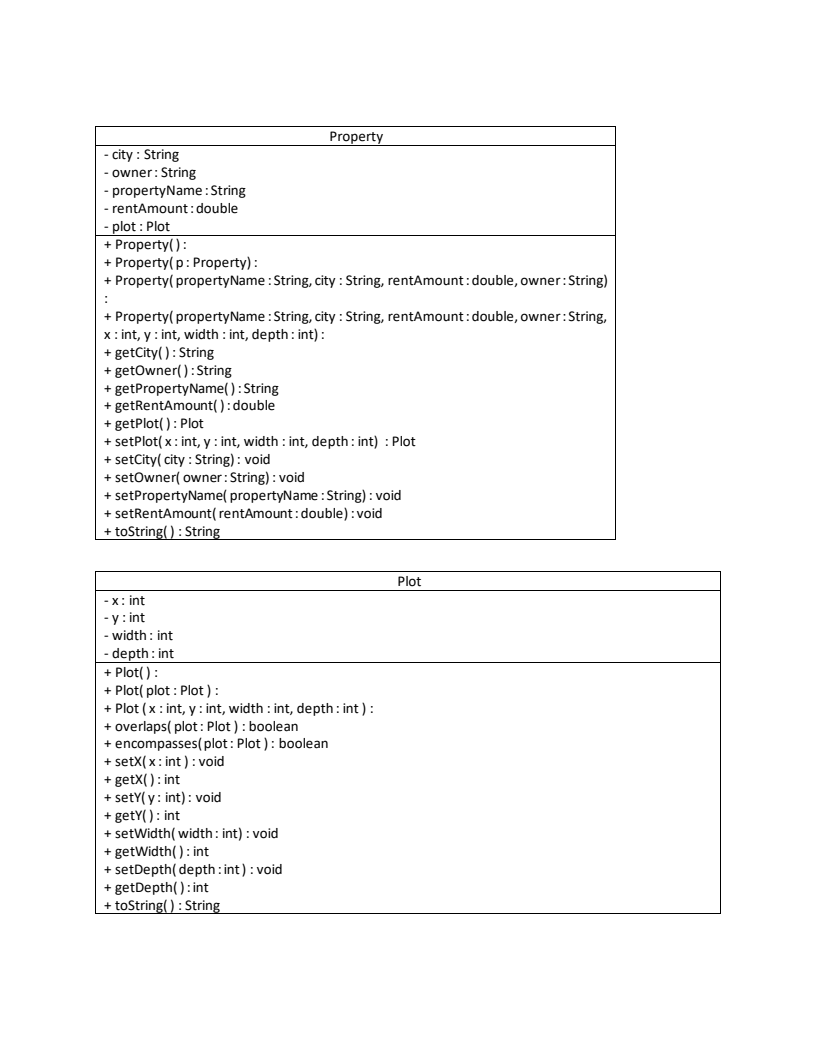 Property
- city : String
- owner : String
- propertyName : String
- rentAmount : double
- plot : Plot
+ Property( ) :
+ Property( p : Property) :
+ Property( propertyName : String, city : String, rentAmount : double, owner : String)
:
+ Property( propertyName : String, city : String, rentAmount : double, owner : String,
x : int, y : int, width : int, depth : int) :
+ getCity( ) : String
+ getOwner( ) : String
+ getPropertyName( ) : String
+ getRentAmount( ) : double
+ getPlot( ) : Plot
+ setPlot( x : int, y : int, width : int, depth : int) : Plot
+ setCity( city : String) : void
+ setOwner( owner : String) : void
+ setPropertyName( propertyName : String) : void
+ setRentAmount( rentAmount : double) : void
+ toString( ) : String
Plot
- x : int
- y : int
- width : int
- depth : int
+ Plot( ) :
+ Plot( plot : Plot ) :
+ Plot ( x : int, y : int, width : int, depth : int ) :
+ overlaps( plot : Plot ) : boolean
+ encompasses( plot : Plot ) : boolean
+ setX( x : int ) : void
+ getX( ) : int
+ setY( y : int) : void
+ getY( ) : int
+ setWidth( width : int) : void
+ getWidth( ) : int
+ setDepth( depth : int ) : void
+ getDepth( ) : int
+ toString( ) : String